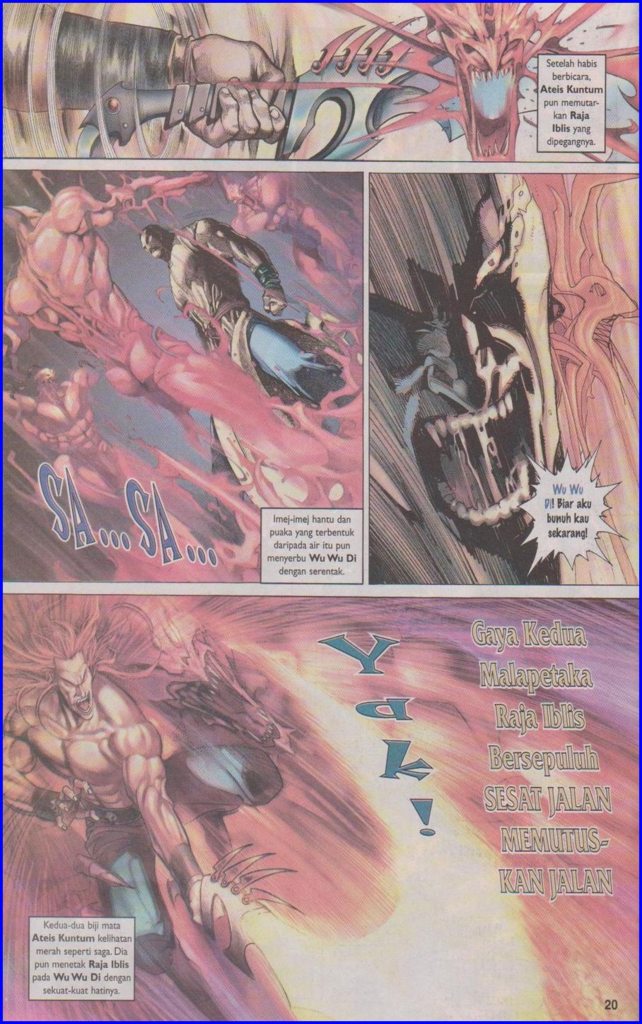 Setelah habis
berbicara,
Ateis Kuntum
pun memutar-
kan Raja
Iblis yang
dipegangnya.
SA... SA...
Imej-imej hantu dan
puaka yang terbentuk
daripada air itu pun
menyerbu Wu Wu Di
dengan serentak.
Wu Wu
Di! Biar aku
bunuh kau
sekarang!
Yak!
Gaya Kedua
Malapetaka
Raja Iblis
Bersepuluh
SESAT JALAN
MEMUTUS-
KAN JALAN
Kedua-dua biji mata
Ateis Kuntum kelihatan
merah seperti saga. Dia
pun menetak Raja Iblis
pada Wu Wu Di dengan
sekuat-kuat hatinya.
20